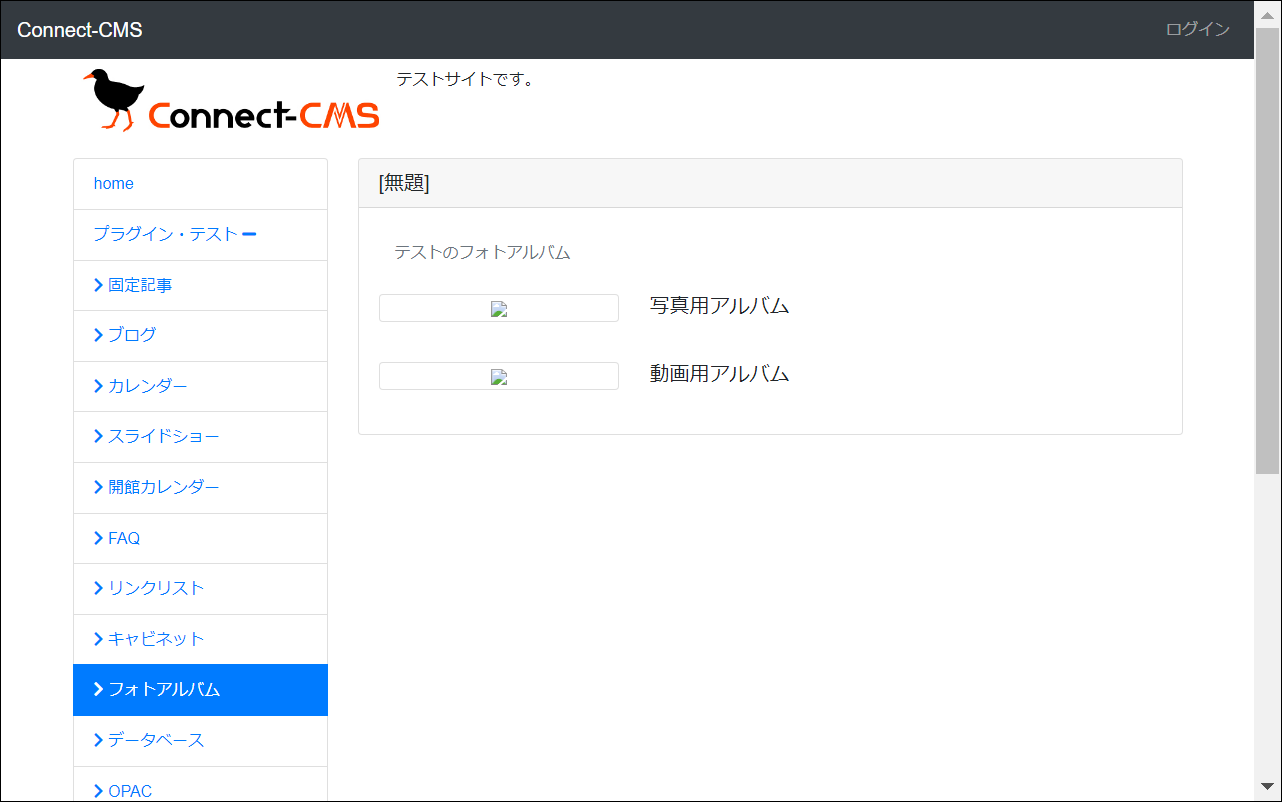 Connect-CMS
ログイン
Connect-CMS
テストサイトです。
home
プラグイン・テスト
固定記事
ブログ
カレンダー
スライドショー
開館カレンダー
FAQ
リンクリスト
キャビネット
フォトアルバム
データベース
OPAC
[無題]
テストのフォトアルバム
写真用アルバム
動画用アルバム